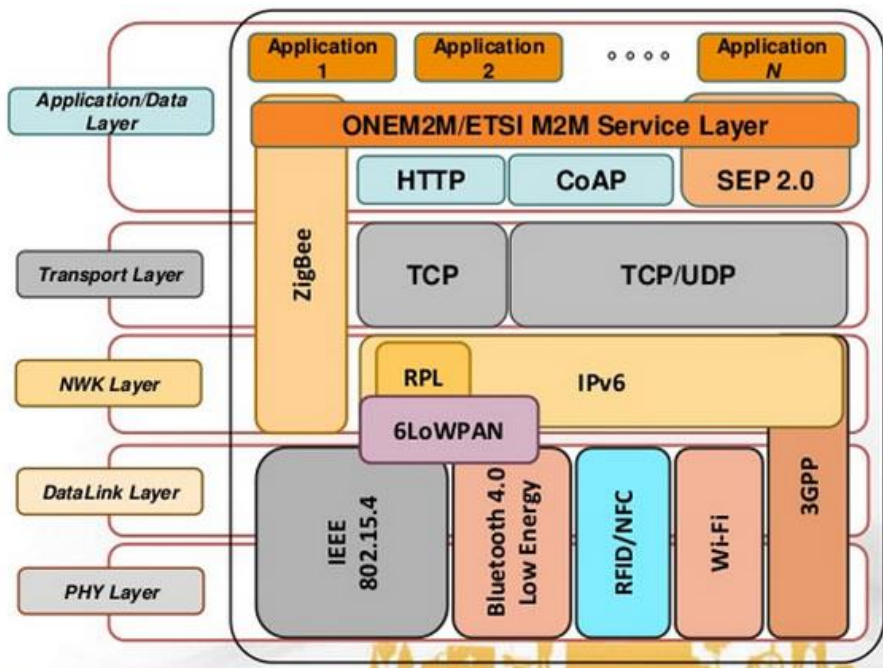 Application 1
Application 2
Application N
Application/Data Layer
ONEM2M/ETSI M2M Service Layer
HTTP
CoAP
SEP 2.0
ZigBee
Transport Layer
TCP
TCP/UDP
NWK Layer
RPL
IPv6
6LoWPAN
DataLink Layer
IEEE 802.15.4
Bluetooth 4.0 Low Energy
RFID/NFC
Wi-Fi
3GPP
PHY Layer